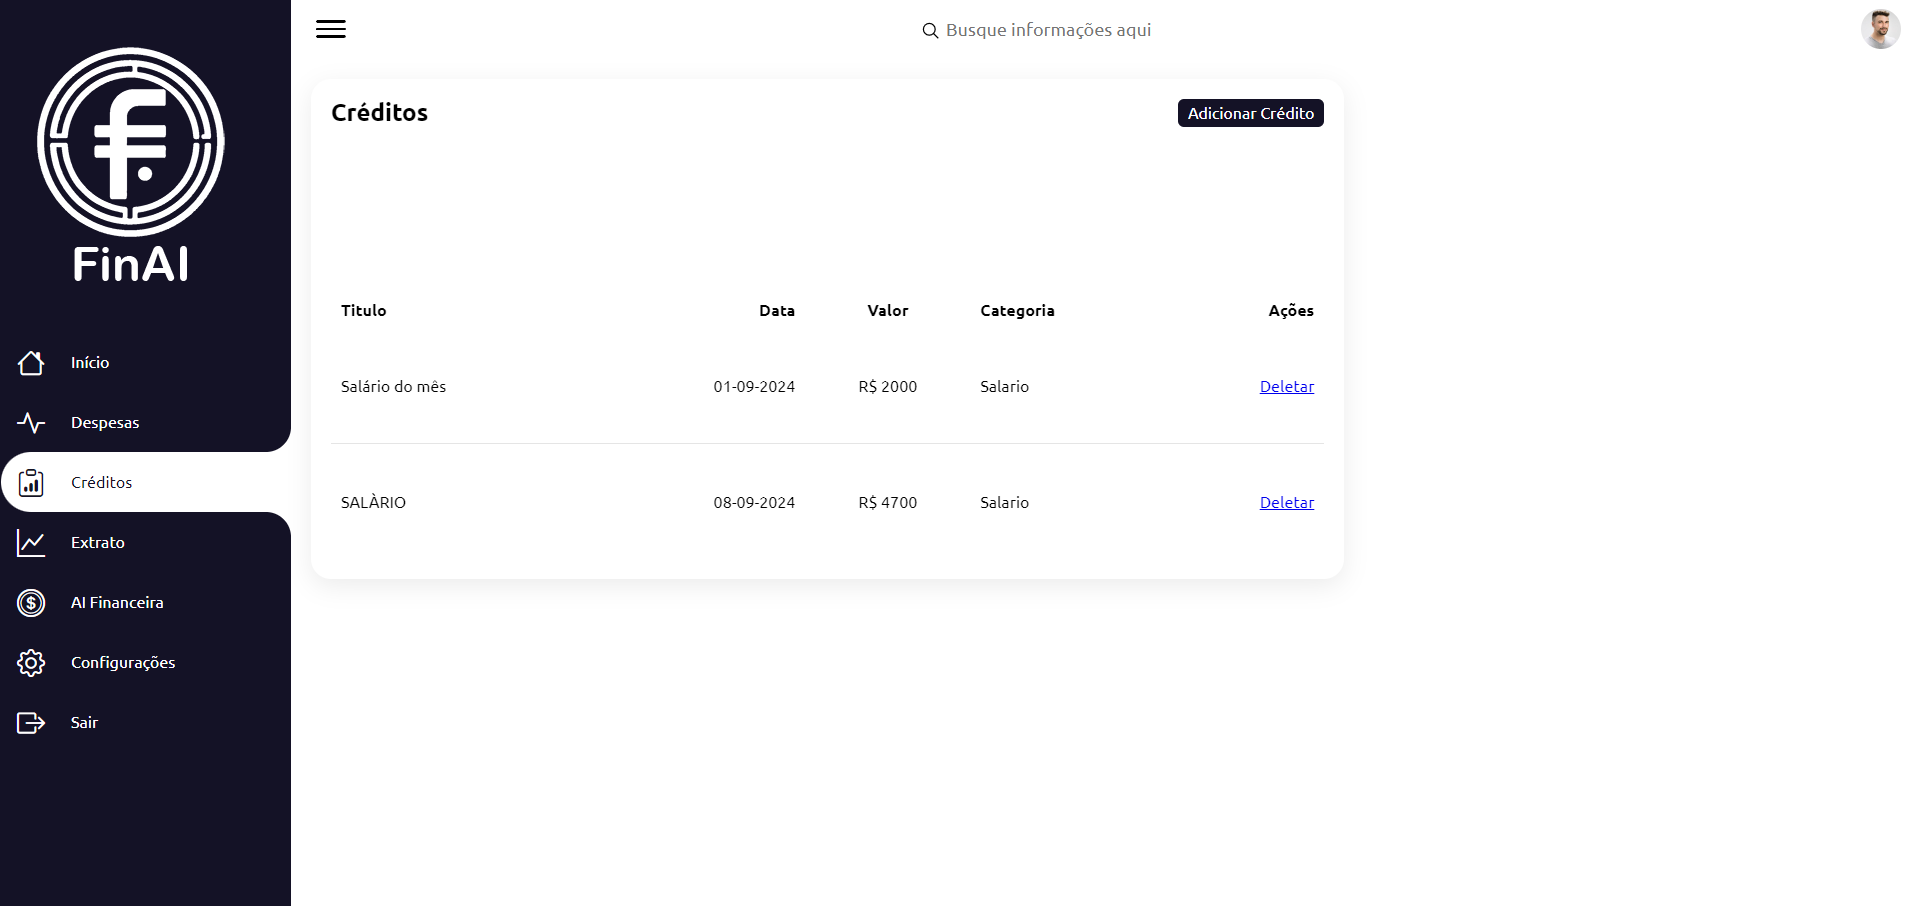 FinAI
Início
Despesas
Créditos
Extrato
AI Financeira
Configurações
Sair
Busque informações aqui
Créditos
Adicionar Crédito
Titulo Data Valor Categoria Ações
Salário do mês 01-09-2024 R$ 2000 Salario Deletar
SALÀRIO 08-09-2024 R$ 4700 Salario Deletar